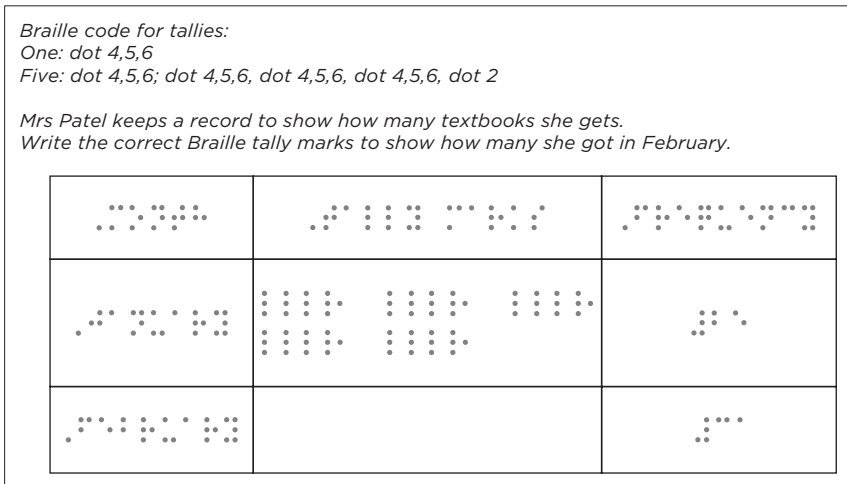 Braille code for tallies:
One: dot 4,5,6
Five: dot 4,5,6; dot 4,5,6, dot 4,5,6, dot 4,5,6, dot 2
Mrs Patel keeps a record to show how many textbooks she gets.
Write the correct Braille tally marks to show how many she got in February.
⠠⠍⠕⠝⠞⠓ ⠠⠞⠁⠇⠇⠽ ⠍⠁⠗⠅⠎ ⠠⠋⠗⠑⠟⠥⠑⠝⠉⠽
⠠⠚⠁⠝⠥⠁⠗⠽ ⠸⠸⠸⠸⠂ ⠸⠸⠸⠸⠂ ⠸⠸⠸⠸⠂ ⠼⠃⠑
⠸⠸⠸⠸⠂ ⠸⠸⠸⠸⠂
⠠⠋⠑⠃⠗⠥⠁⠗⠽ ⠼⠉⠁